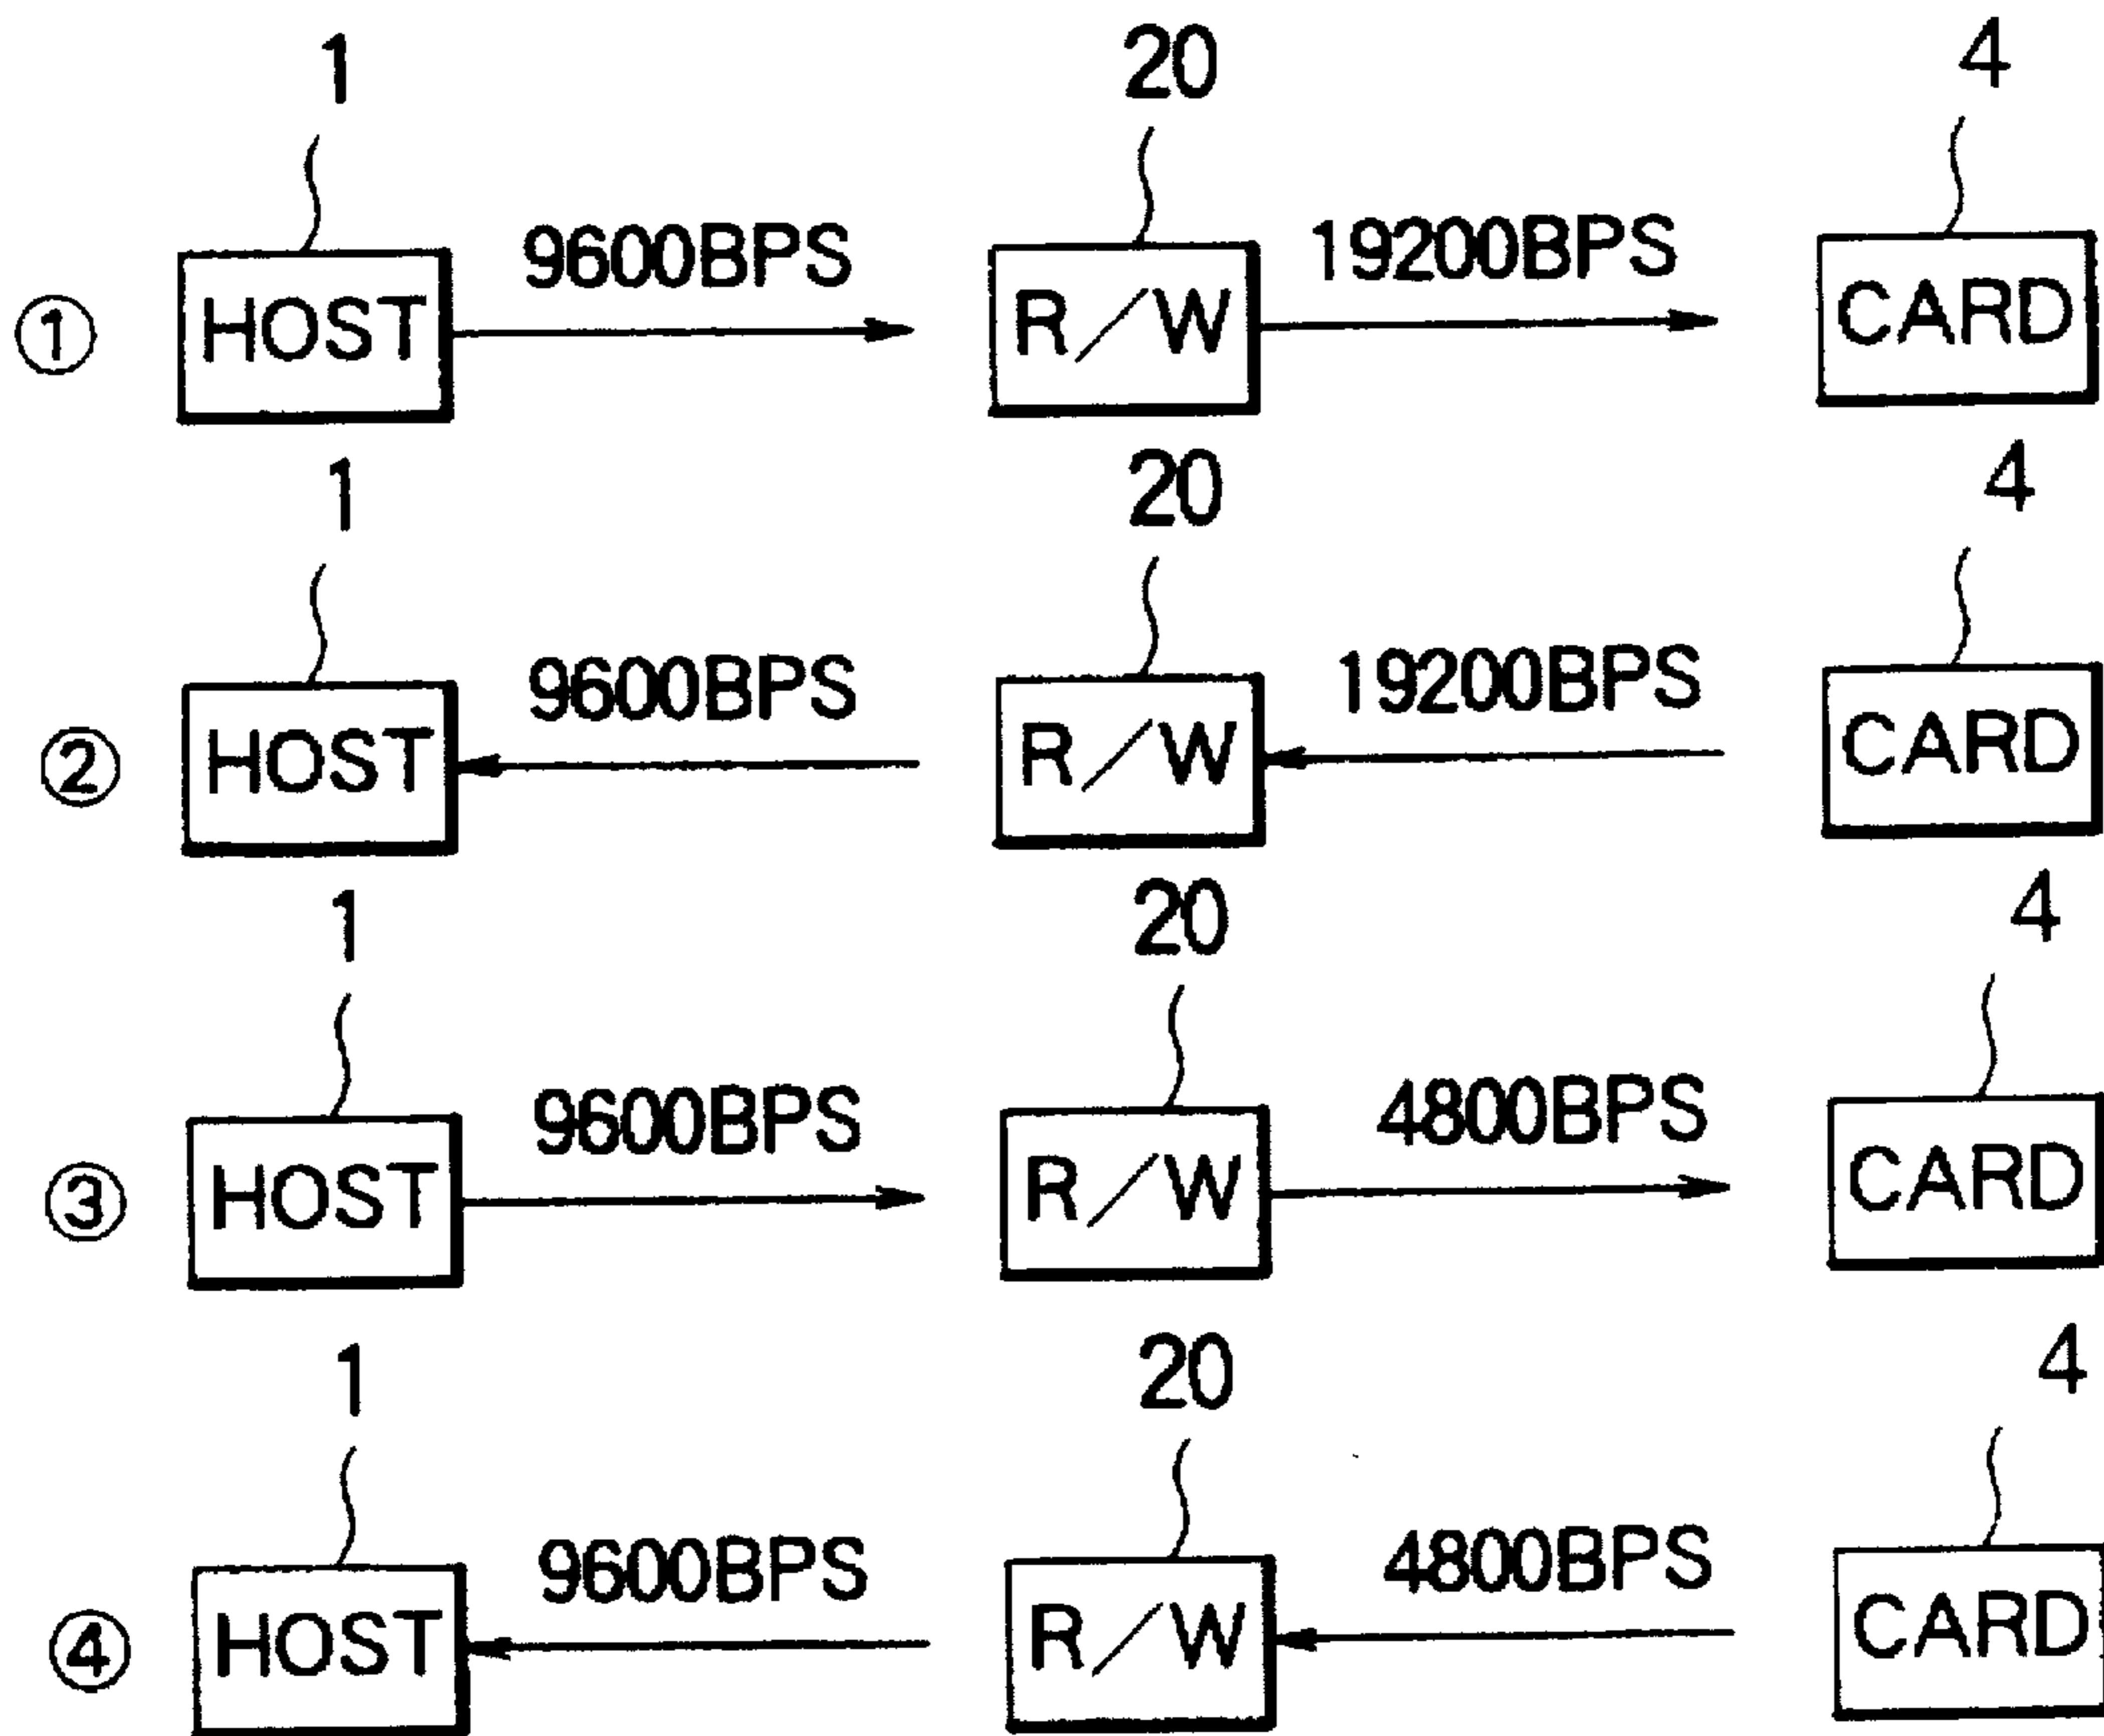 1 20 4
9600BPS 19200BPS
① HOST R/W CARD
1 20 4
9600BPS 19200BPS
② HOST R/W CARD
1 20 4
9600BPS 4800BPS
③ HOST R/W CARD
1 20 4
9600BPS 4800BPS
④ HOST R/W CARD